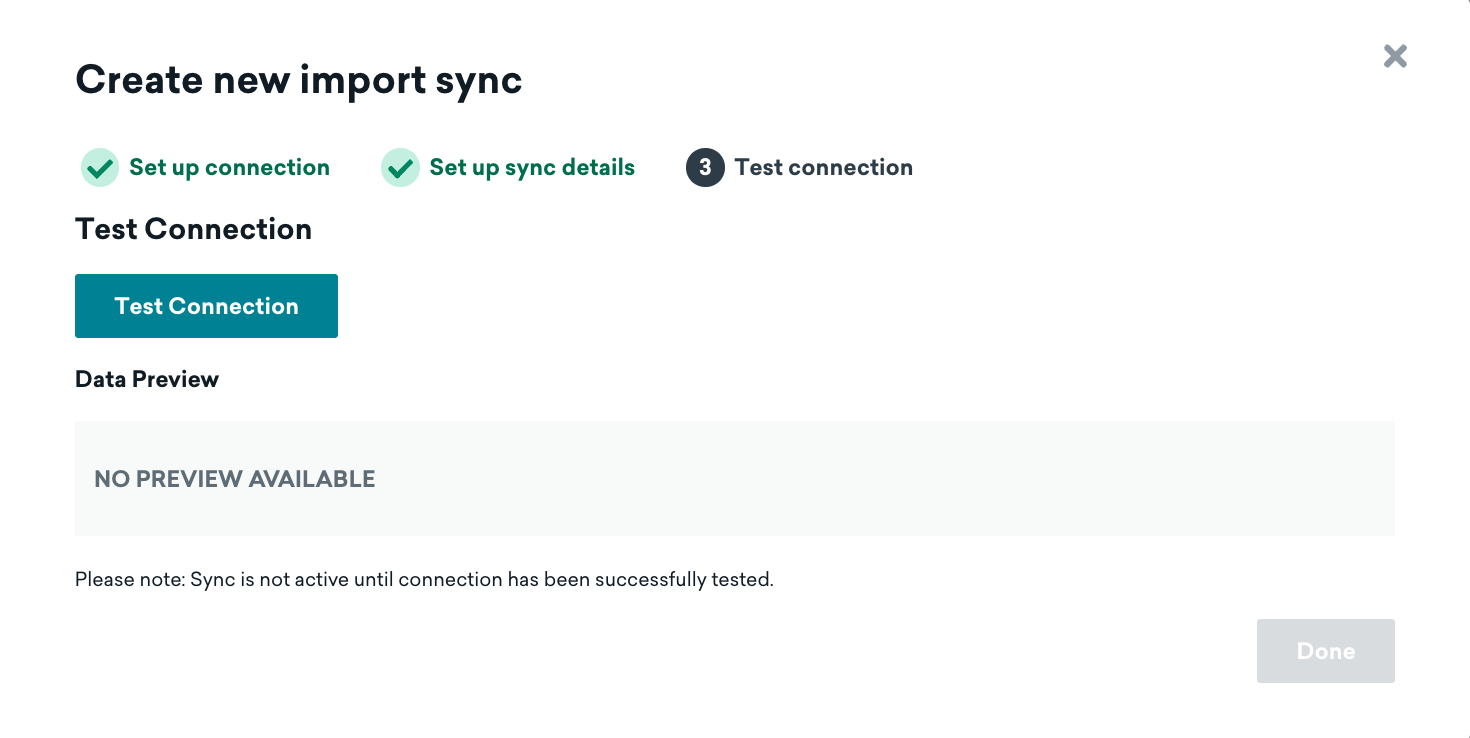 Create new import sync
Set up connection Set up sync details 3 Test connection
Test Connection
Test Connection
Data Preview
NO PREVIEW AVAILABLE
Please note: Sync is not active until connection has been successfully tested.
Done